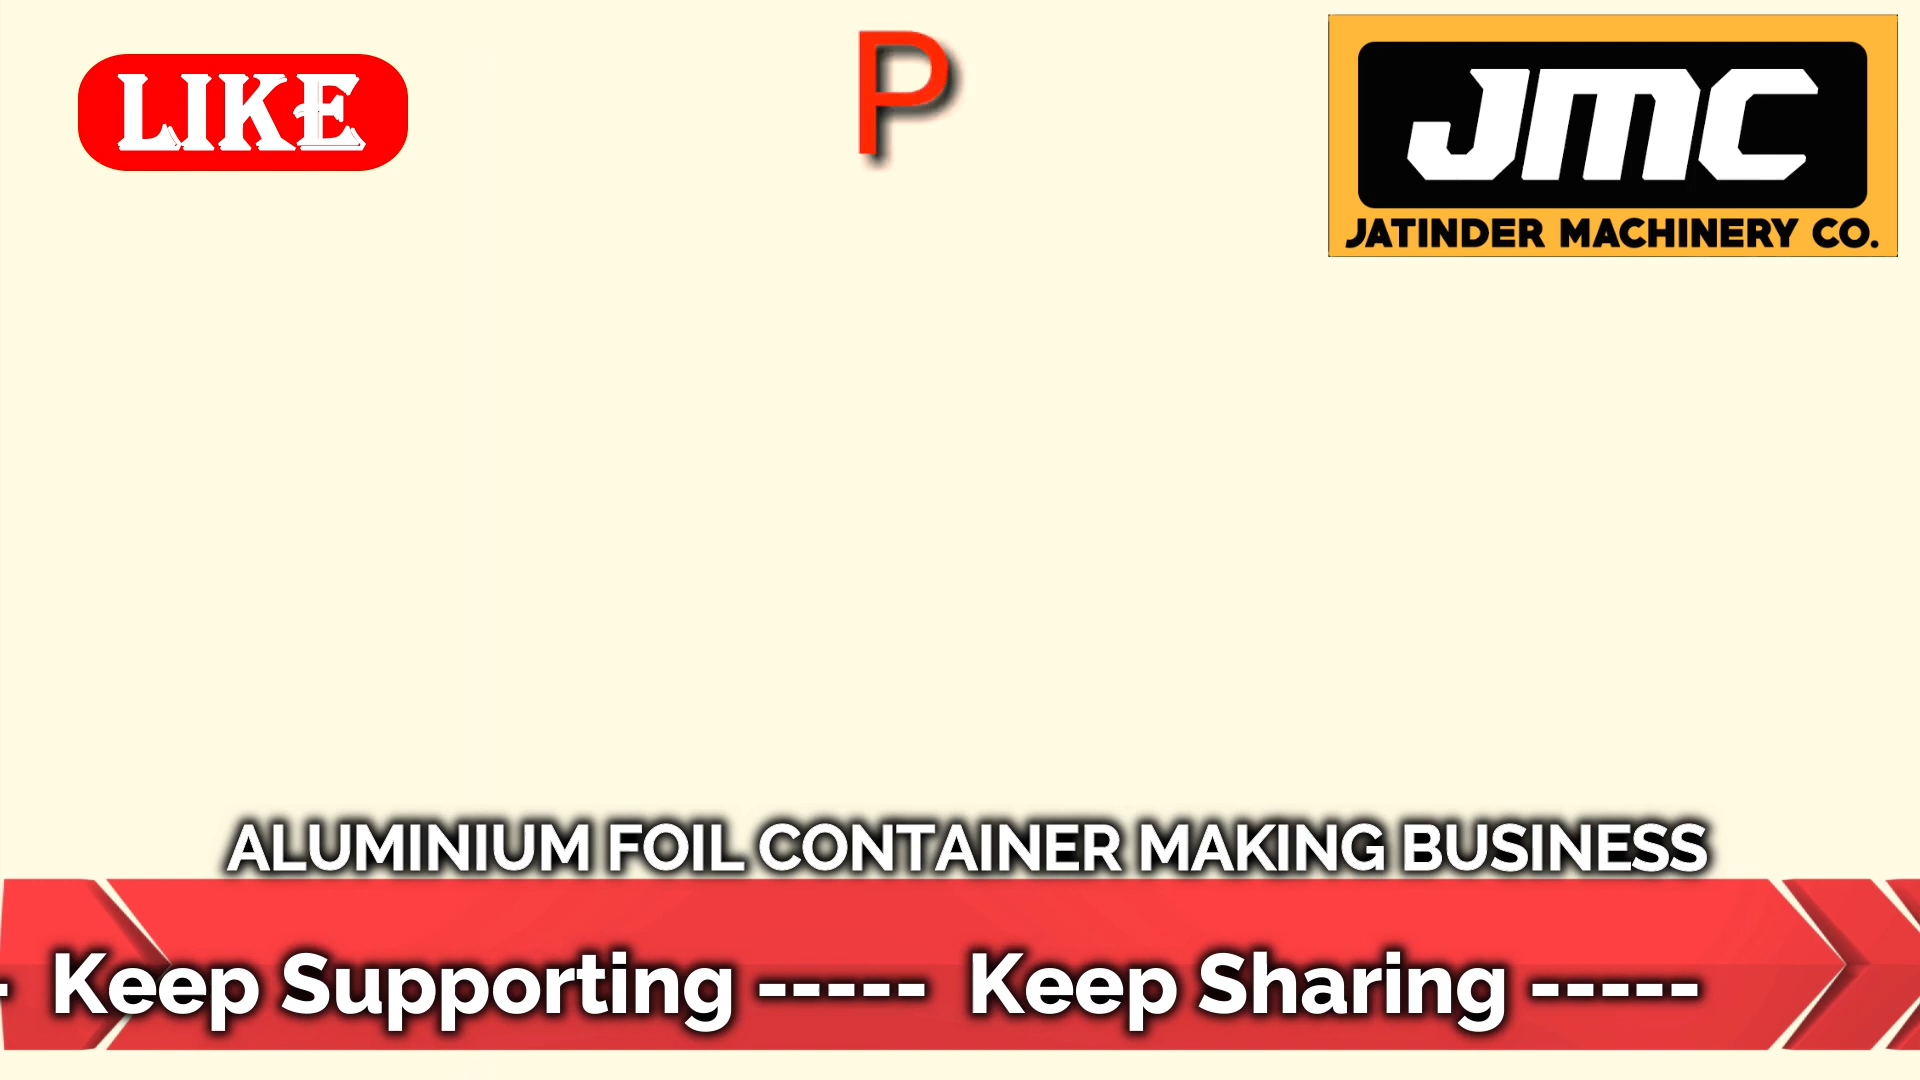 LIKE
P
JMC
JATINDER MACHINERY CO.
ALUMINIUM FOIL CONTAINER MAKING BUSINESS
- Keep Supporting ----- Keep Sharing -----